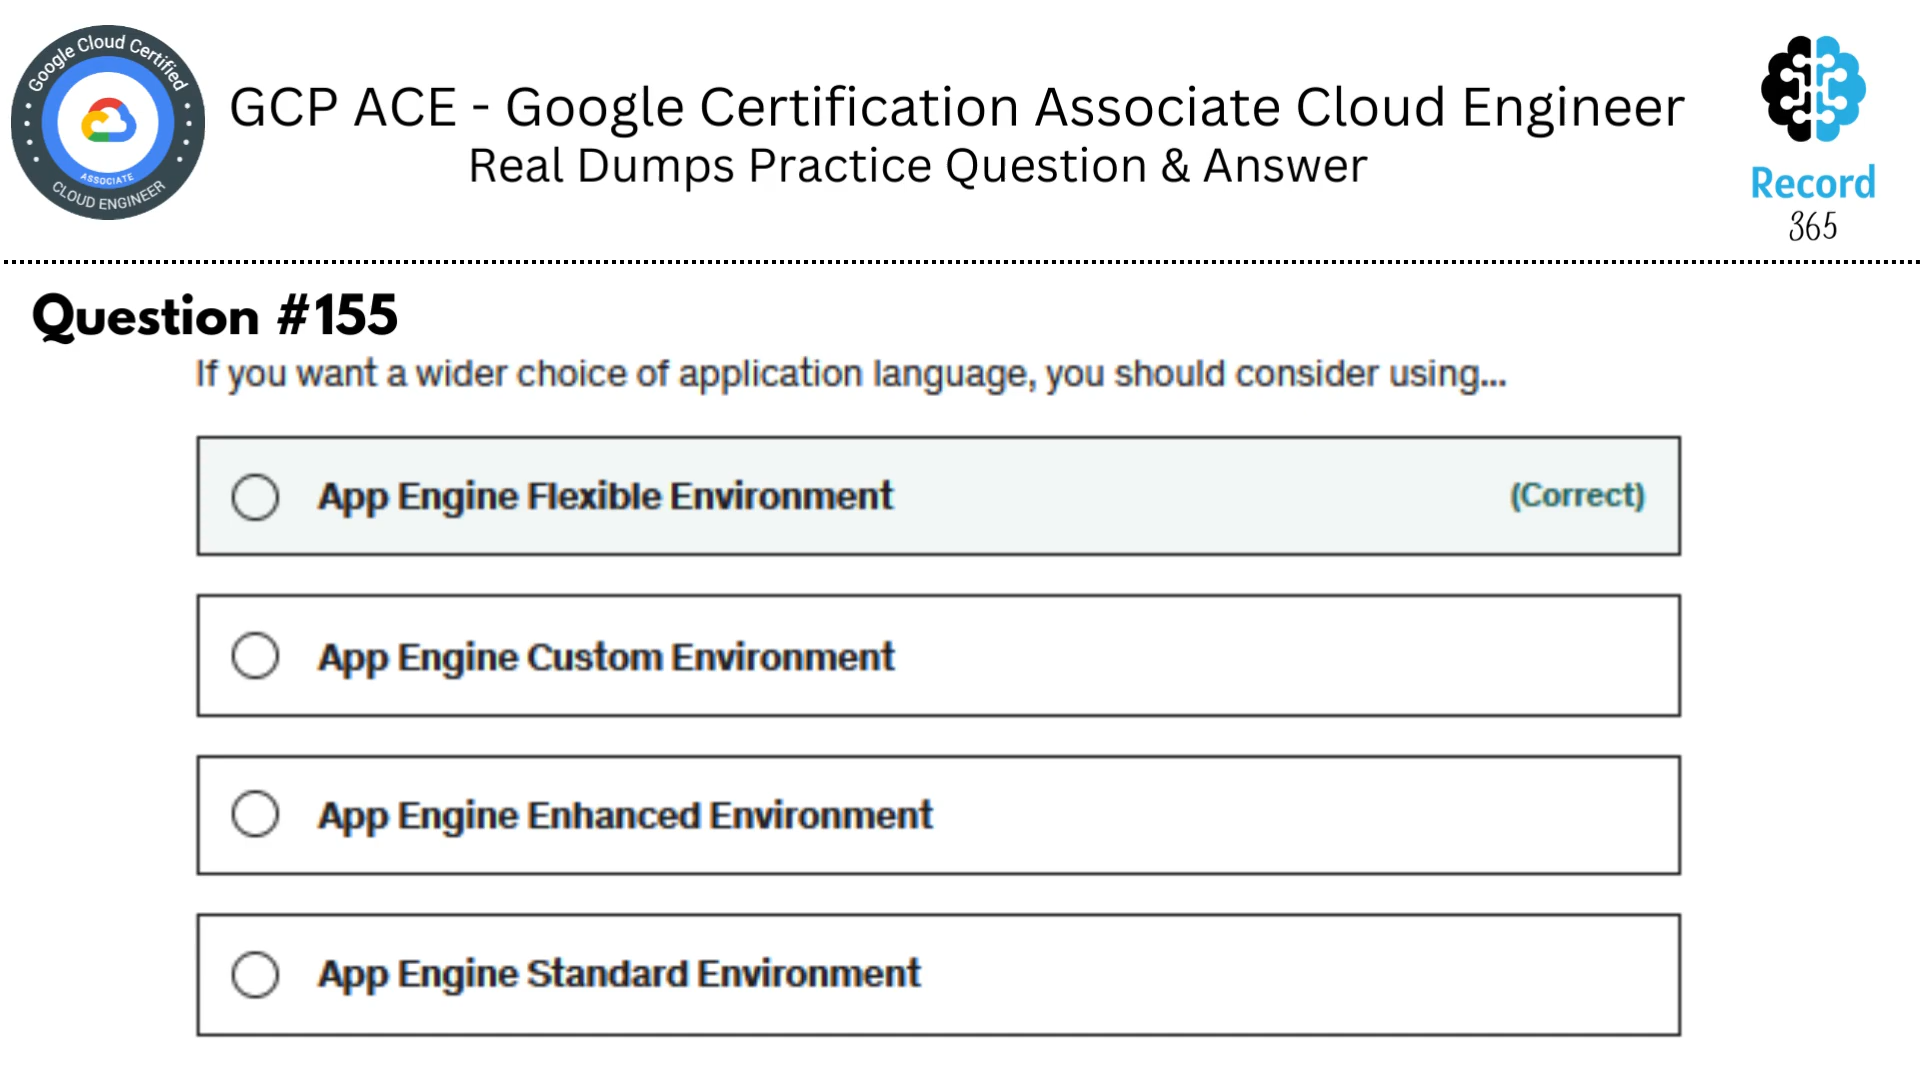 Google Cloud Certified
ASSOCIATE
CLOUD ENGINEER
GCP ACE - Google Certification Associate Cloud Engineer
Real Dumps Practice Question & Answer
Record
365
Question #155
If you want a wider choice of application language, you should consider using...
App Engine Flexible Environment (Correct)
App Engine Custom Environment
App Engine Enhanced Environment
App Engine Standard Environment